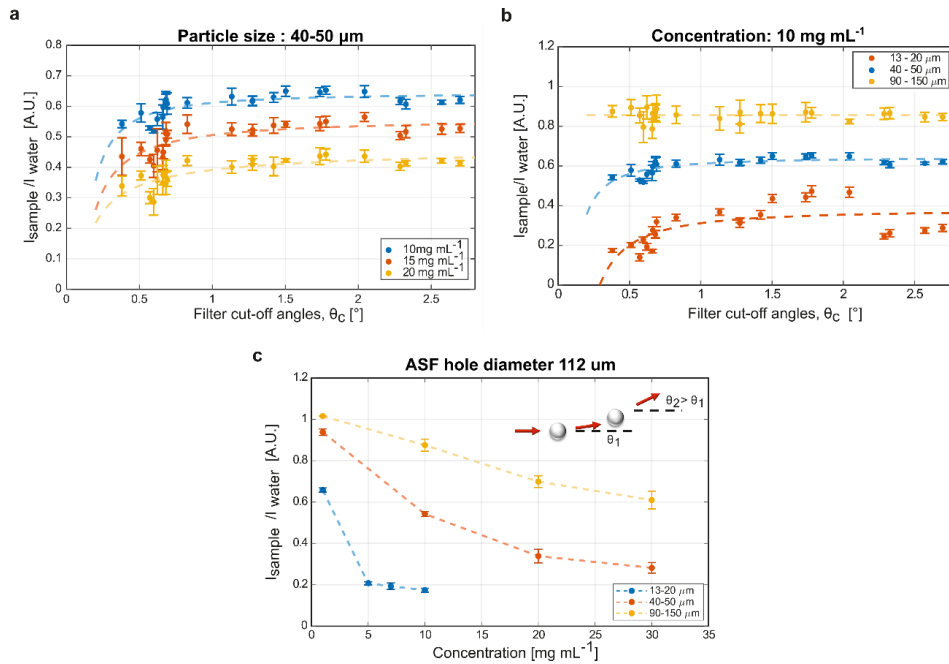 a
Particle size : 40-50 µm
0.8
0.7
0.6
0.5
0.4
0.3
0.2
0.1
0
Isample /I water [A.U.]
10mg mL⁻¹
15 mg mL⁻¹
20 mg mL⁻¹
0 0.5 1 1.5 2 2.5
Filter cut-off angles, θc [°]
b
Concentration: 10 mg mL⁻¹
1.2
1
0.8
0.6
0.4
0.2
0
Isample/I water [A.U.]
13 - 20 µm
40 - 50 µm
90 - 150 µm
0 0.5 1 1.5 2 2.5
Filter cut-off angles, θc [°]
c
ASF hole diameter 112 um
1.2
1
0.8
0.6
0.4
0.2
0
Isample /I water [A.U.]
θ2> θ1
θ1
13-20 µm
40-50 µm
90-150 µm
0 5 10 15 20 25 30 35
Concentration [mg mL⁻¹]